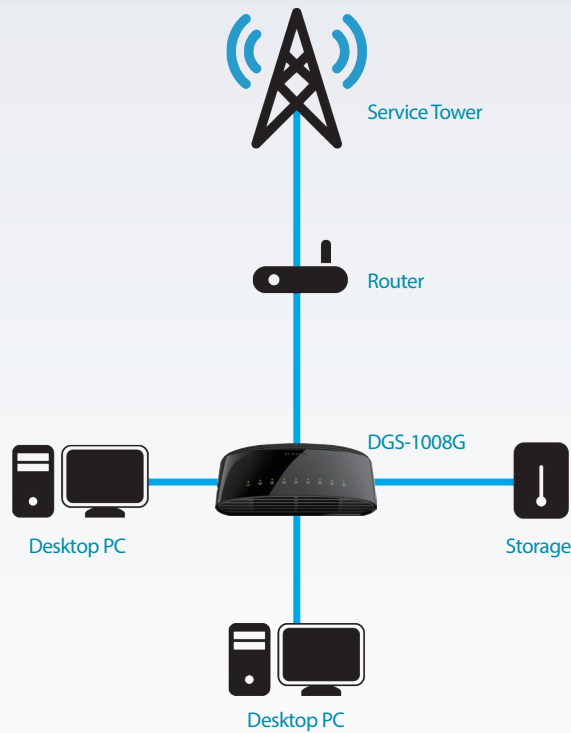 Service Tower
Router
DGS-1008G
Desktop PC
Storage
Desktop PC